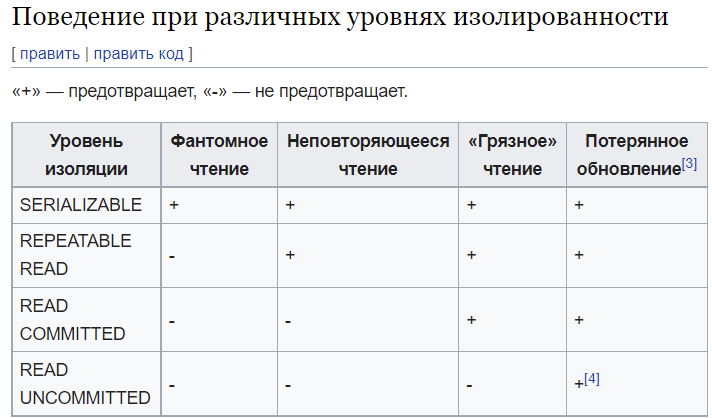 Поведение при различных уровнях изолированности
[ править | править код ]
«+» — предотвращает, «-» — не предотвращает.
Уровень изоляции Фантомное чтение Неповторяющееся чтение «Грязное» чтение Потерянное обновление[3]
SERIALIZABLE + + + +
REPEATABLE READ - + + +
READ COMMITTED - - + +
READ UNCOMMITTED - - - +[4]